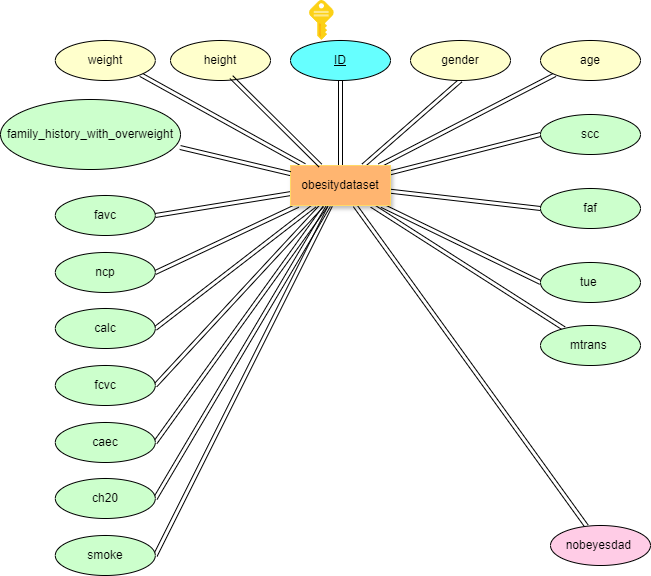 weight
height
ID
gender
age
family_history_with_overweight
scc
obesitydataset
favc
faf
ncp
tue
calc
mtrans
fcvc
caec
ch20
nobeyesdad
smoke